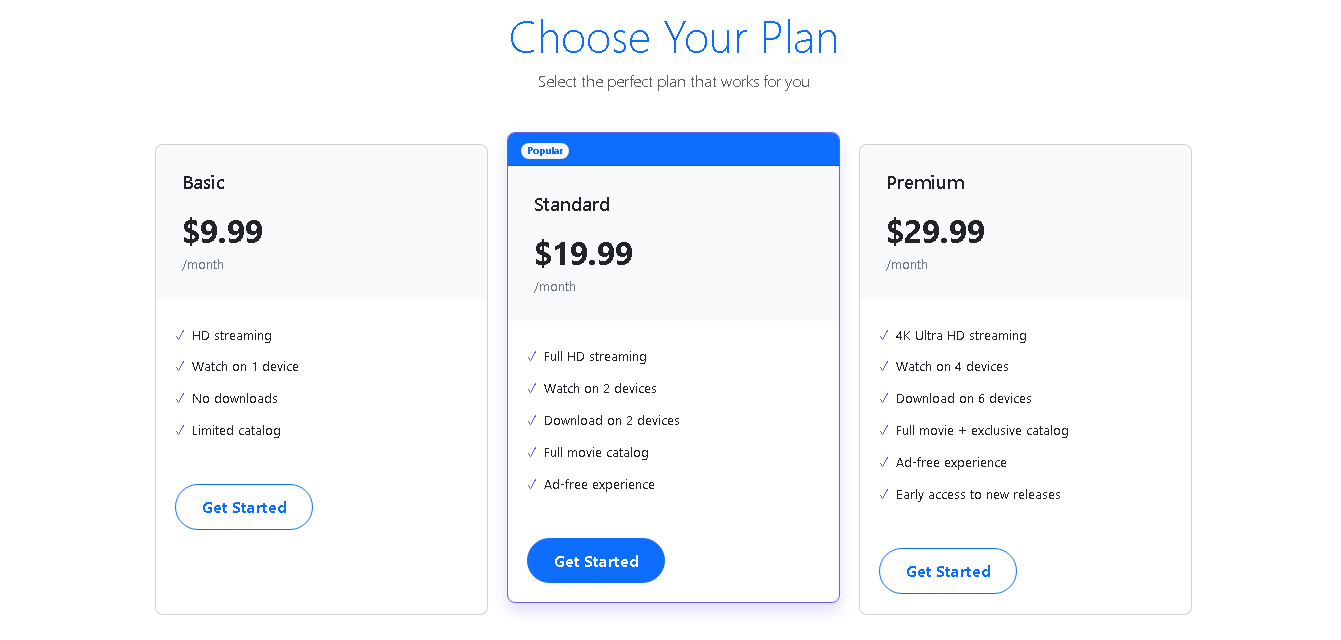 Choose Your Plan
Select the perfect plan that works for you
Basic
$9.99
/month
✓ HD streaming
✓ Watch on 1 device
✓ No downloads
✓ Limited catalog
Get Started
Popular
Standard
$19.99
/month
✓ Full HD streaming
✓ Watch on 2 devices
✓ Download on 2 devices
✓ Full movie catalog
✓ Ad-free experience
Get Started
Premium
$29.99
/month
✓ 4K Ultra HD streaming
✓ Watch on 4 devices
✓ Download on 6 devices
✓ Full movie + exclusive catalog
✓ Ad-free experience
✓ Early access to new releases
Get Started